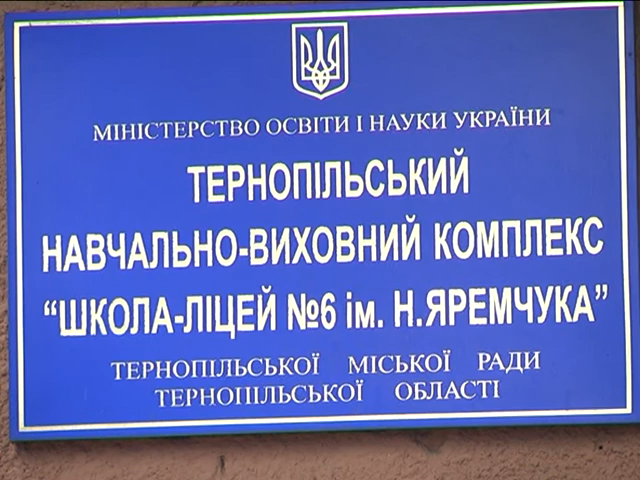 МІНІСТЕРСТВО ОСВІТИ І НАУКИ УКРАЇНИ
ТЕРНОПІЛЬСЬКИЙ
НАВЧАЛЬНО-ВИХОВНИЙ КОМПЛЕКС
“ШКОЛА-ЛІЦЕЙ №6 ім. Н.ЯРЕМЧУКА”
ТЕРНОПІЛЬСЬКОЇ МІСЬКОЇ РАДИ
ТЕРНОПІЛЬСЬКОЇ ОБЛАСТІ